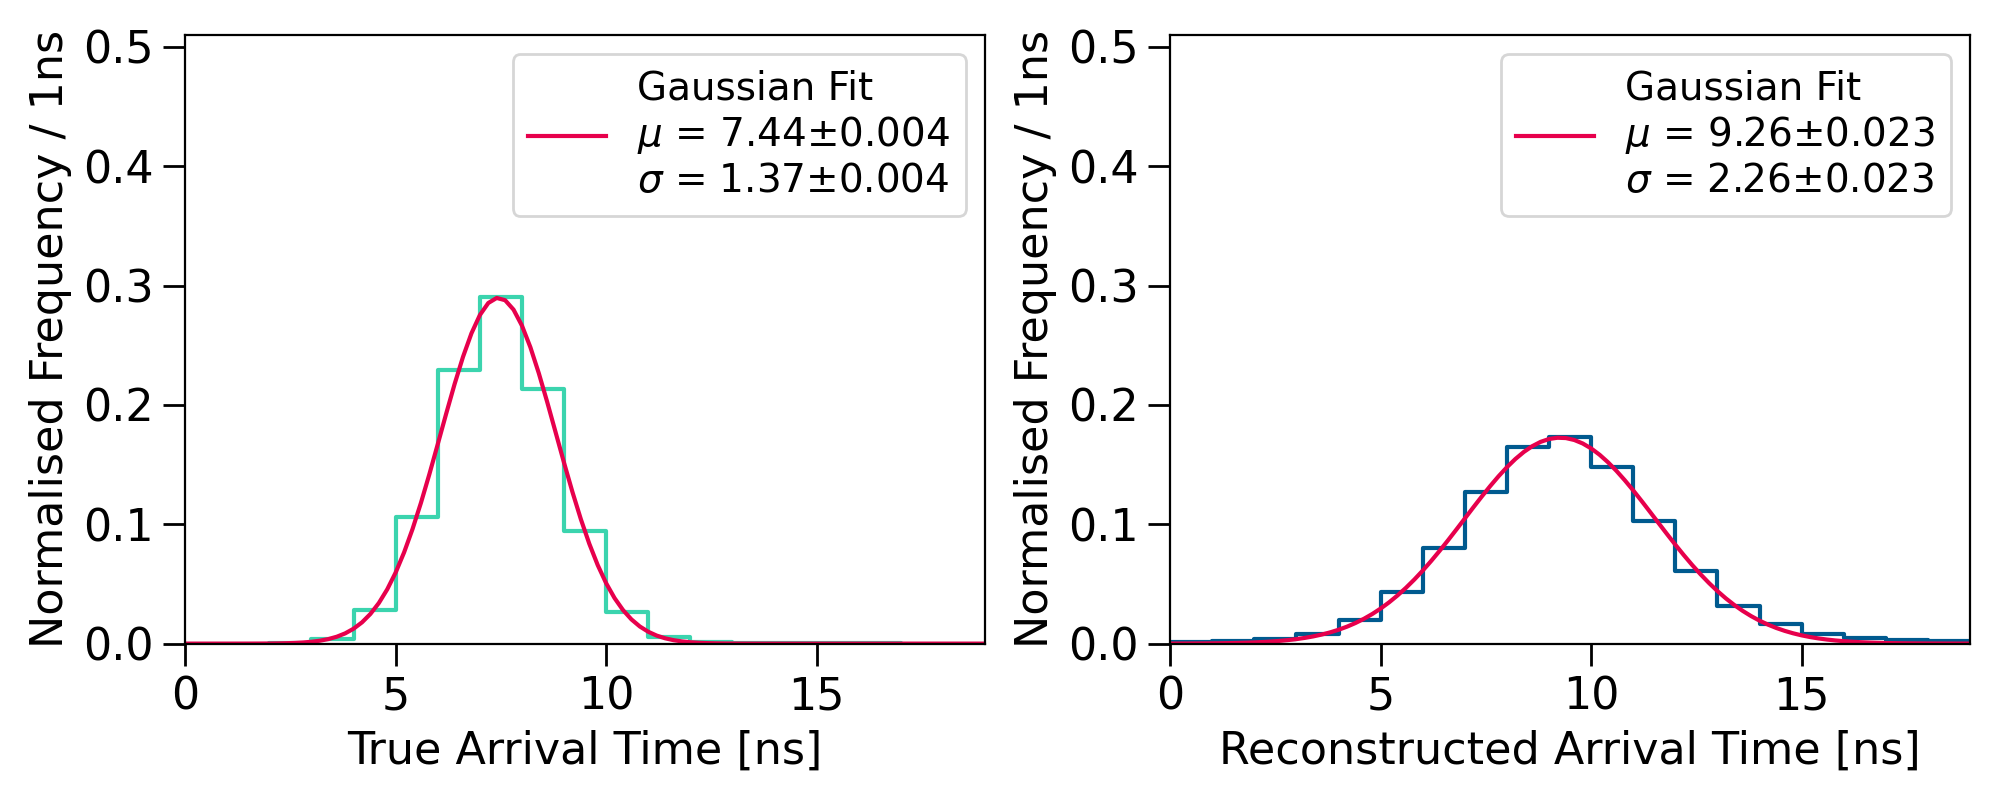 Normalised Frequency / 1ns
0.5
0.4
0.3
0.2
0.1
0.0
0
5
10
15
True Arrival Time [ns]
Gaussian Fit
μ = 7.44±0.004
σ = 1.37±0.004
Normalised Frequency / 1ns
0.5
0.4
0.3
0.2
0.1
0.0
0
5
10
15
Reconstructed Arrival Time [ns]
Gaussian Fit
μ = 9.26±0.023
σ = 2.26±0.023